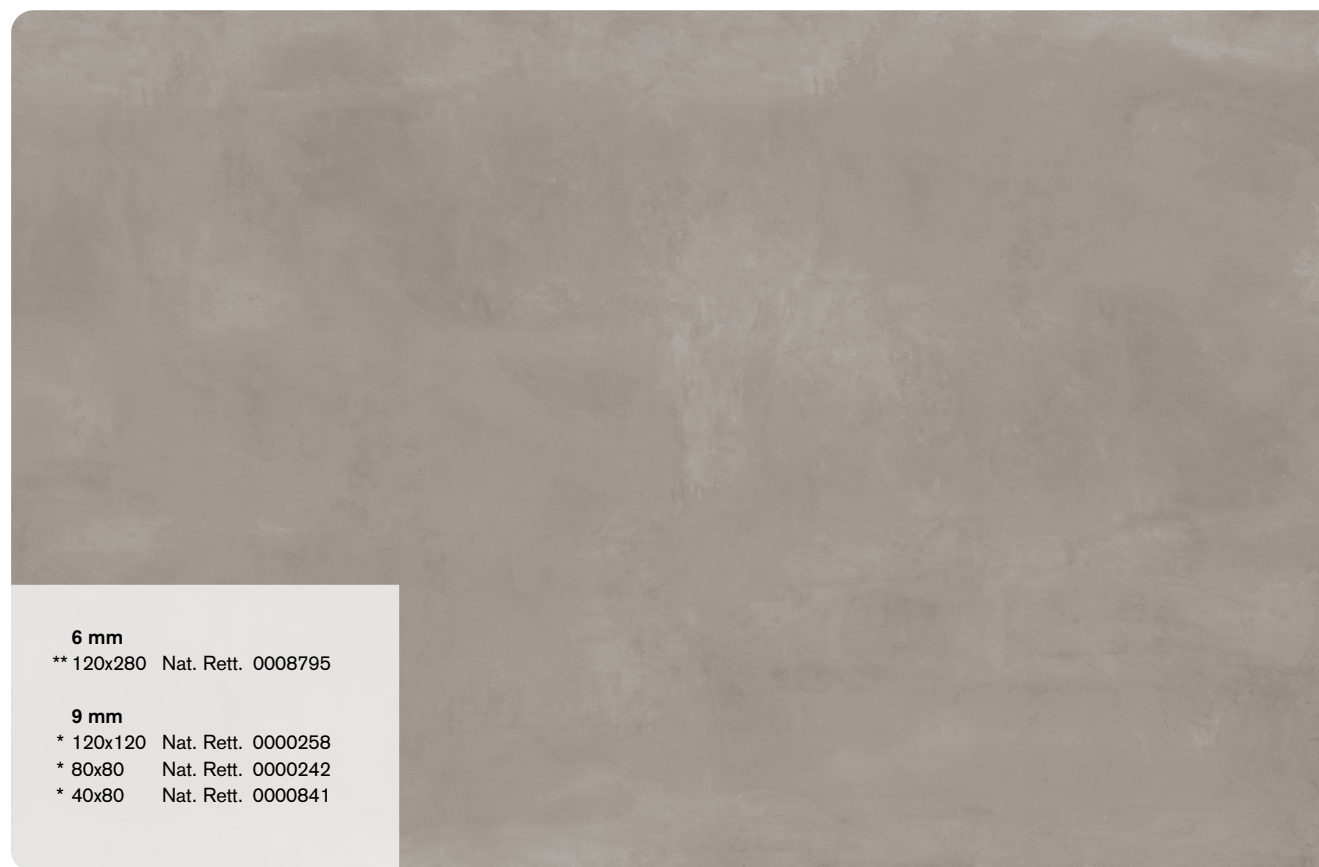 6 mm
** 120x280 Nat. Rett. 0008795
9 mm
* 120x120 Nat. Rett. 0000258
* 80x80 Nat. Rett. 0000242
* 40x80 Nat. Rett. 0000841